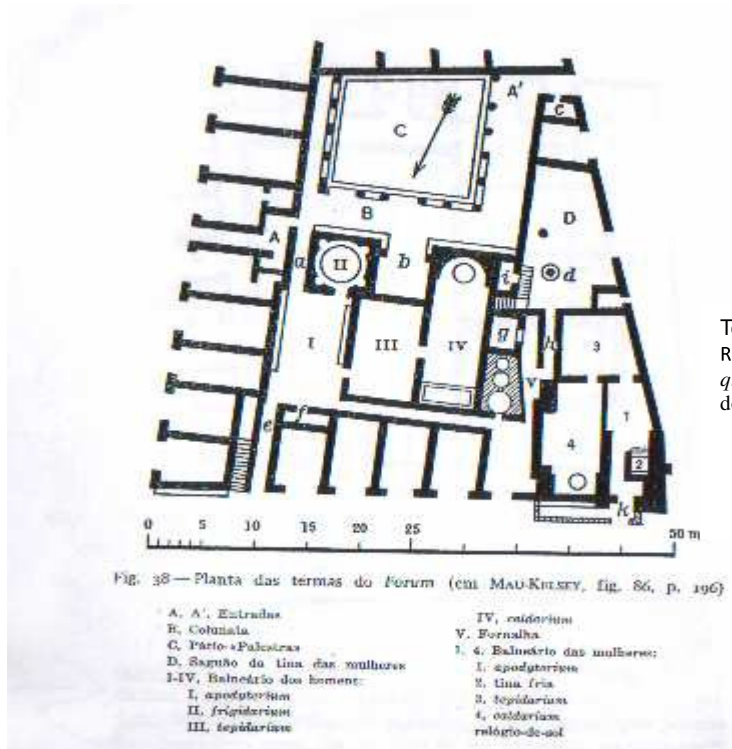 A'
C
C
B
D
A
a
II
b
i
d
I
III
IV
g
h
3
V
1
f
e
4
2
k
0 5 10 15 20 25 50 m
Fig. 38 — Planta das termas do Forum (em MAU-KELSEY, fig. 86, p. 196)
A, A', Entradas
B, Colunata
C, Pátio-«Palestra»
D, Saguão da tina das mulheres
I-IV, Balneário dos homens:
I, apodyterium
II, frigidarium
III, tepidarium
IV, caldarium
V, Fornalha
1, 4, Balneário das mulheres:
1, apodyterium
2, tina fria
3, tepidarium
4, caldarium
relógio-de-sol